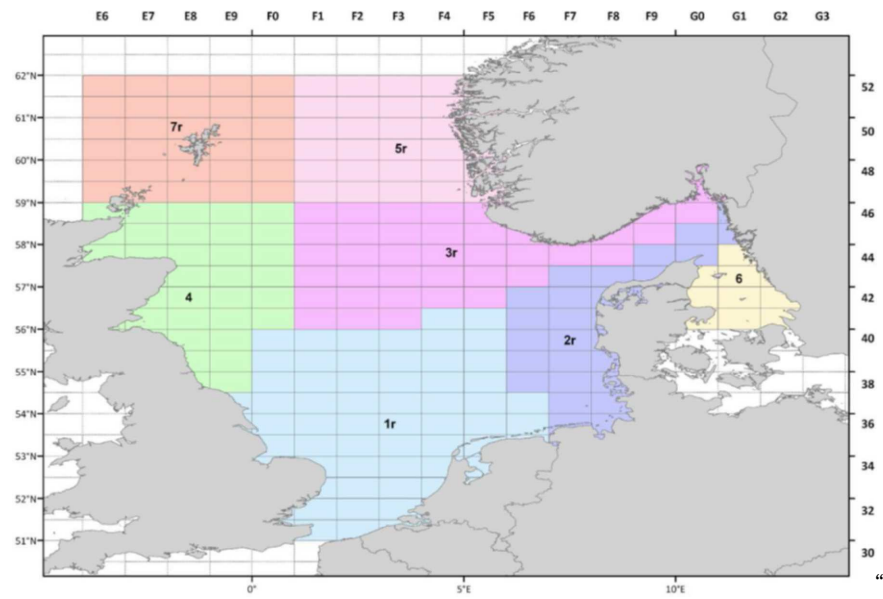 E6 E7 E8 E9 F0 F1 F2 F3 F4 F5 F6 F7 F8 F9 G0 G1 G2 G3
62°N 52
61°N
7r 50
5r
60°N 48
59°N 46
58°N
3r 44
6
57°N 42
4
56°N 40
2r
55°N 38
54°N 36
1r
53°N 34
52°N 32
51°N 30
"
0° 5°E 10°E